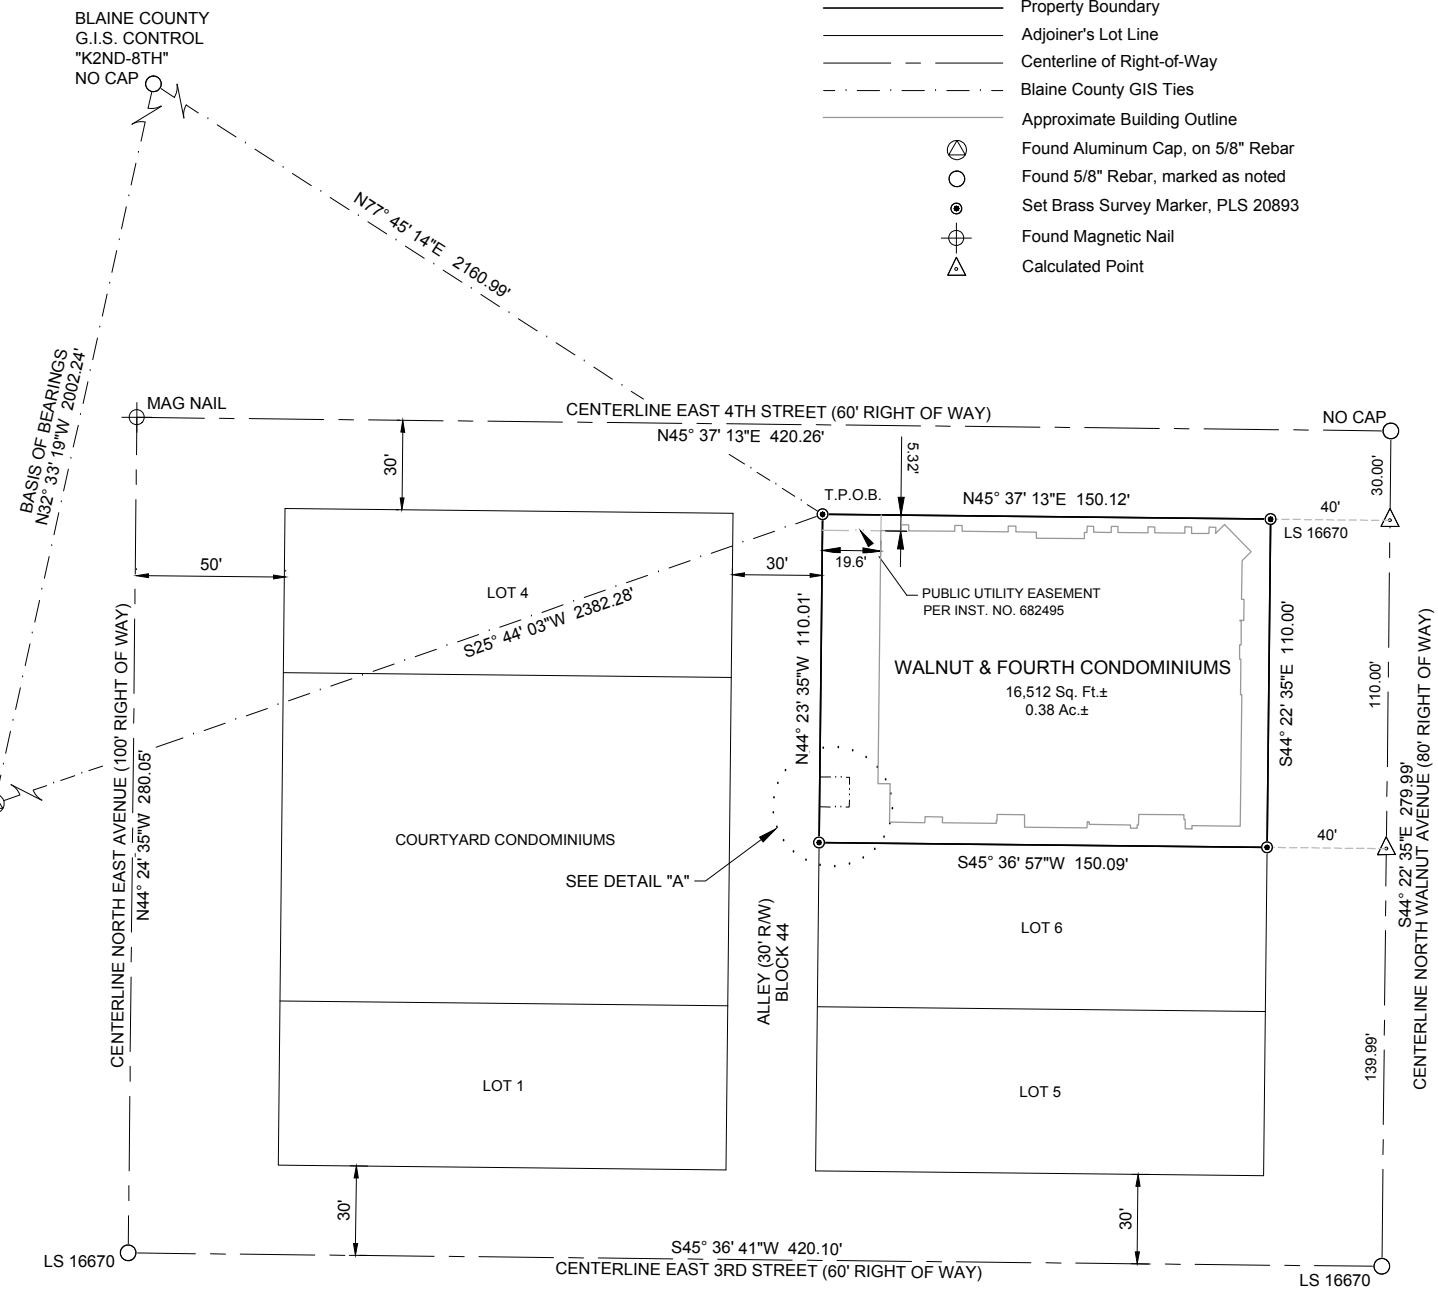 BLAINE COUNTY
G.I.S. CONTROL
"K2ND-8TH"
NO CAP
Property Boundary
Adjoiner's Lot Line
Centerline of Right-of-Way
Blaine County GIS Ties
Approximate Building Outline
Found Aluminum Cap, on 5/8" Rebar
Found 5/8" Rebar, marked as noted
Set Brass Survey Marker, PLS 20893
Found Magnetic Nail
Calculated Point
N77° 45' 14"E 2160.99'
BASIS OF BEARINGS
N32° 33' 19"W 2002.24'
MAG NAIL
CENTERLINE EAST 4TH STREET (60' RIGHT OF WAY)
N45° 37' 13"E 420.26'
NO CAP
30'
5.32'
30.00'
T.P.O.B.
N45° 37' 13"E 150.12'
40'
LS 16670
50'
30'
19.6'
LOT 4
S25° 44' 03"W 2382.28'
PUBLIC UTILITY EASEMENT
PER INST. NO. 682495
N44° 23' 35"W 110.01'
WALNUT & FOURTH CONDOMINIUMS
16,512 Sq. Ft.±
0.38 Ac.±
S44° 22' 35"E 110.00'
110.00'
CENTERLINE NORTH EAST AVENUE (100' RIGHT OF WAY)
N44° 24' 35"W 280.05'
S44° 22' 35"E 279.99'
CENTERLINE NORTH WALNUT AVENUE (80' RIGHT OF WAY)
COURTYARD CONDOMINIUMS
40'
SEE DETAIL "A"
S45° 36' 57"W 150.09'
ALLEY (30' R/W)
BLOCK 44
LOT 6
139.99'
LOT 1
LOT 5
30'
30'
LS 16670
S45° 36' 41"W 420.10'
CENTERLINE EAST 3RD STREET (60' RIGHT OF WAY)
LS 16670